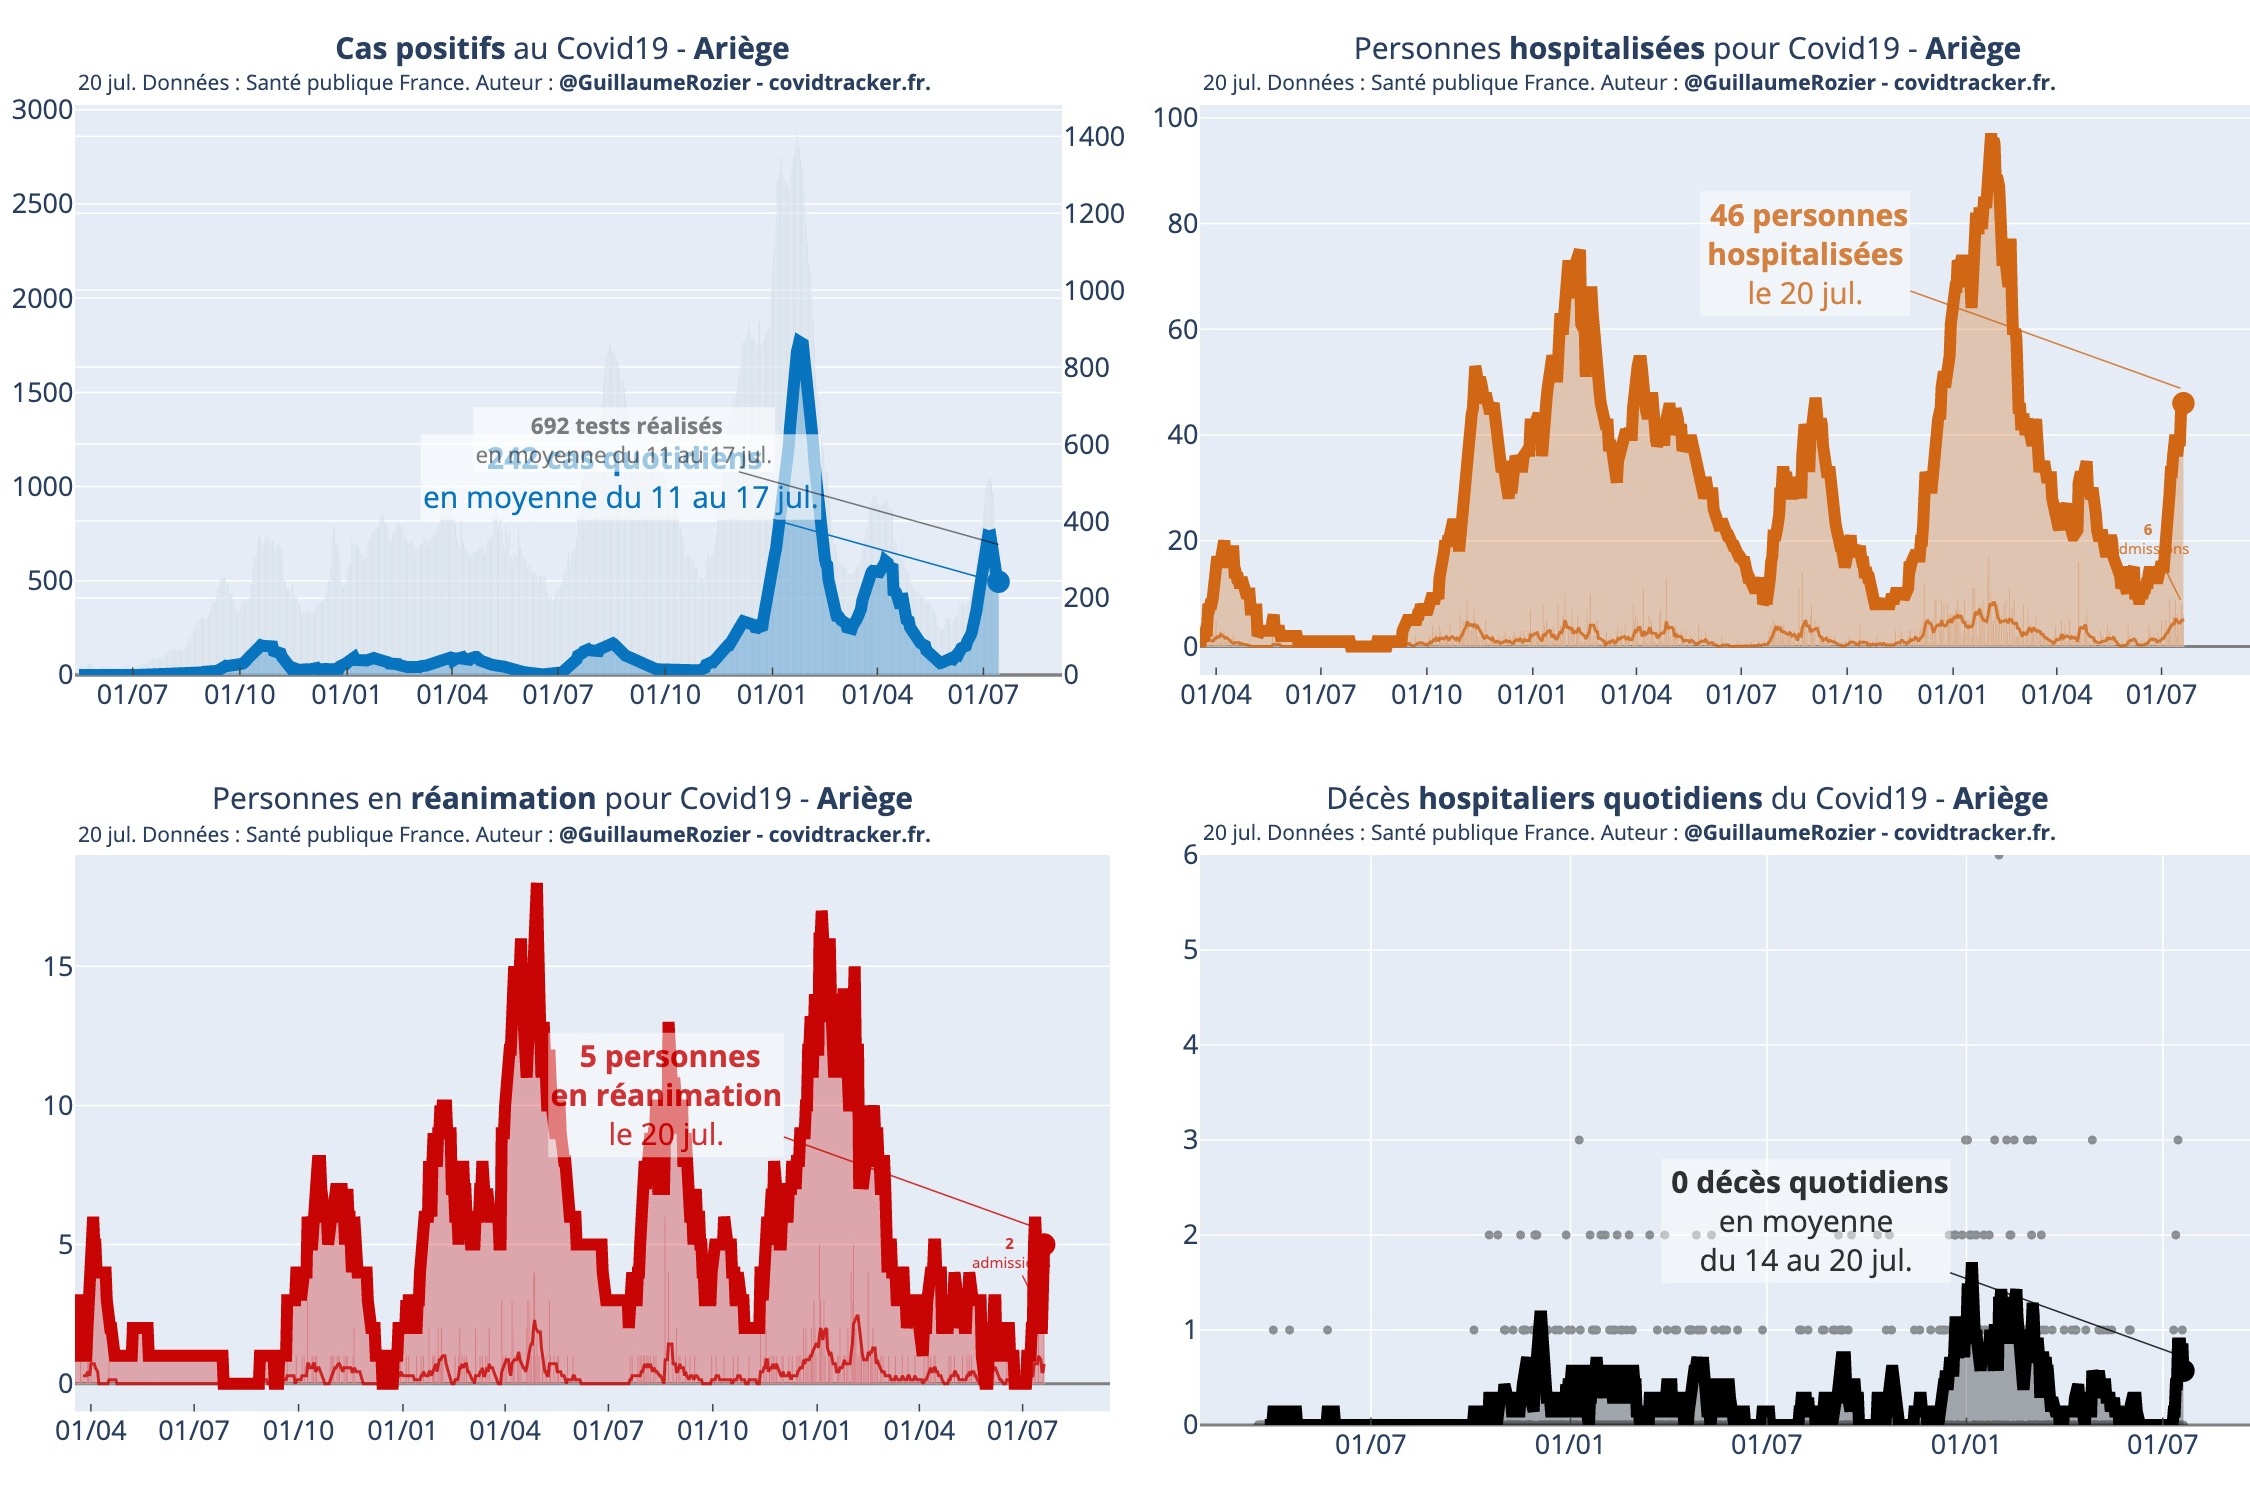 Cas positifs au Covid19 - Ariège
20 jul. Données : Santé publique France. Auteur : @GuillaumeRozier - covidtracker.fr.
3000
2500
2000
1500
1000
500
0
1400
1200
1000
800
600
400
200
0
692 tests réalisés
en moyenne du 11 au 17 jul.
242 cas quotidiens
en moyenne du 11 au 17 jul.
01/07 01/10 01/01 01/04 01/07 01/10 01/01 01/04 01/07
Personnes hospitalisées pour Covid19 - Ariège
20 jul. Données : Santé publique France. Auteur : @GuillaumeRozier - covidtracker.fr.
100
80
60
40
20
0
46 personnes
hospitalisées
le 20 jul.
6
admissions
01/04 01/07 01/10 01/01 01/04 01/07 01/10 01/01 01/04 01/07
Personnes en réanimation pour Covid19 - Ariège
20 jul. Données : Santé publique France. Auteur : @GuillaumeRozier - covidtracker.fr.
15
10
5
0
5 personnes
en réanimation
le 20 jul.
2
admissions
01/04 01/07 01/10 01/01 01/04 01/07 01/10 01/01 01/04 01/07
Décès hospitaliers quotidiens du Covid19 - Ariège
20 jul. Données : Santé publique France. Auteur : @GuillaumeRozier - covidtracker.fr.
6
5
4
3
2
1
0
0 décès quotidiens
en moyenne
du 14 au 20 jul.
01/07 01/01 01/07 01/01 01/07